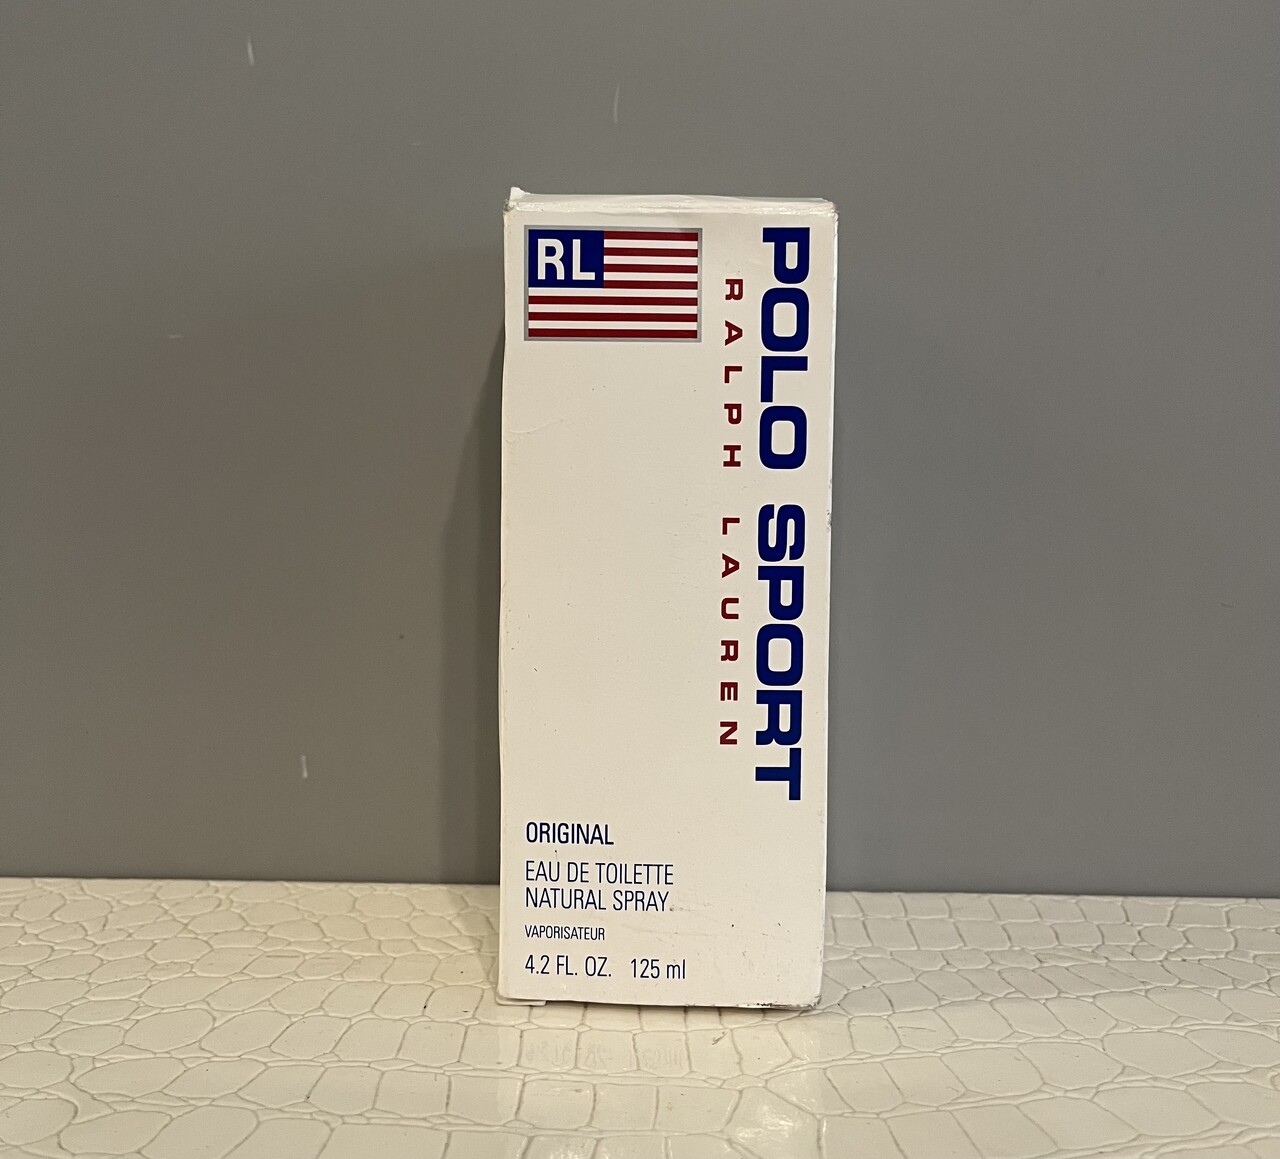 RL
POLO SPORT
RALPH LAUREN
ORIGINAL
EAU DE TOILETTE
NATURAL SPRAY
VAPORISATEUR
4.2 FL. OZ. 125 ml